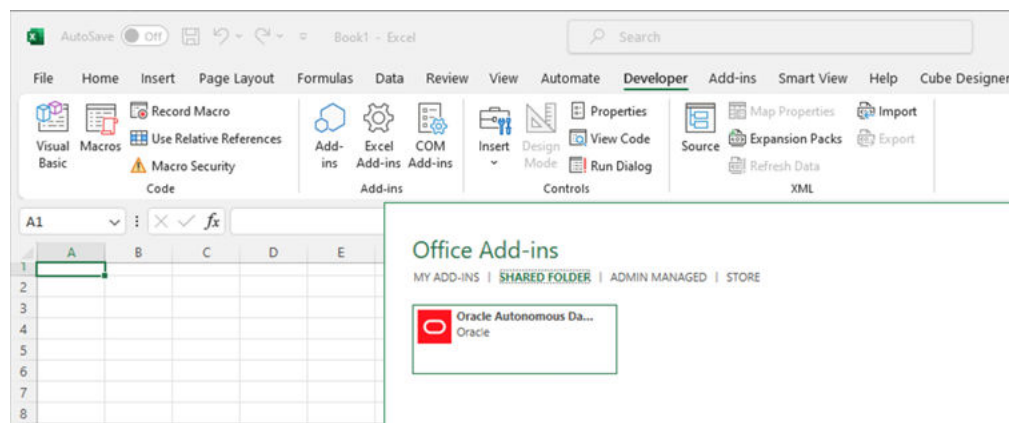 AutoSave Off Book1 - Excel Search
File Home Insert Page Layout Formulas Data Review View Automate Developer Add-ins Smart View Help Cube Designer
Visual Basic
Macros
Record Macro
Use Relative References
Macro Security
Code
Add-ins
Excel Add-ins
COM Add-ins
Add-ins
Insert
Design Mode
Properties
View Code
Run Dialog
Controls
Source
Map Properties
Expansion Packs
Refresh Data
Import
Export
XML
A1 fx
A B C D E
1
2
3
4
5
6
7
8
Office Add-ins
MY ADD-INS | SHARED FOLDER | ADMIN MANAGED | STORE
Oracle Autonomous Da...
Oracle